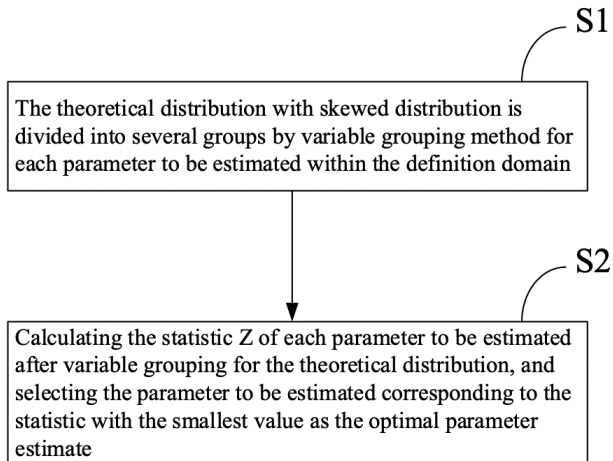 S1
The theoretical distribution with skewed distribution is
divided into several groups by variable grouping method for
each parameter to be estimated within the definition domain
S2
Calculating the statistic Z of each parameter to be estimated
after variable grouping for the theoretical distribution, and
selecting the parameter to be estimated corresponding to the
statistic with the smallest value as the optimal parameter
estimate